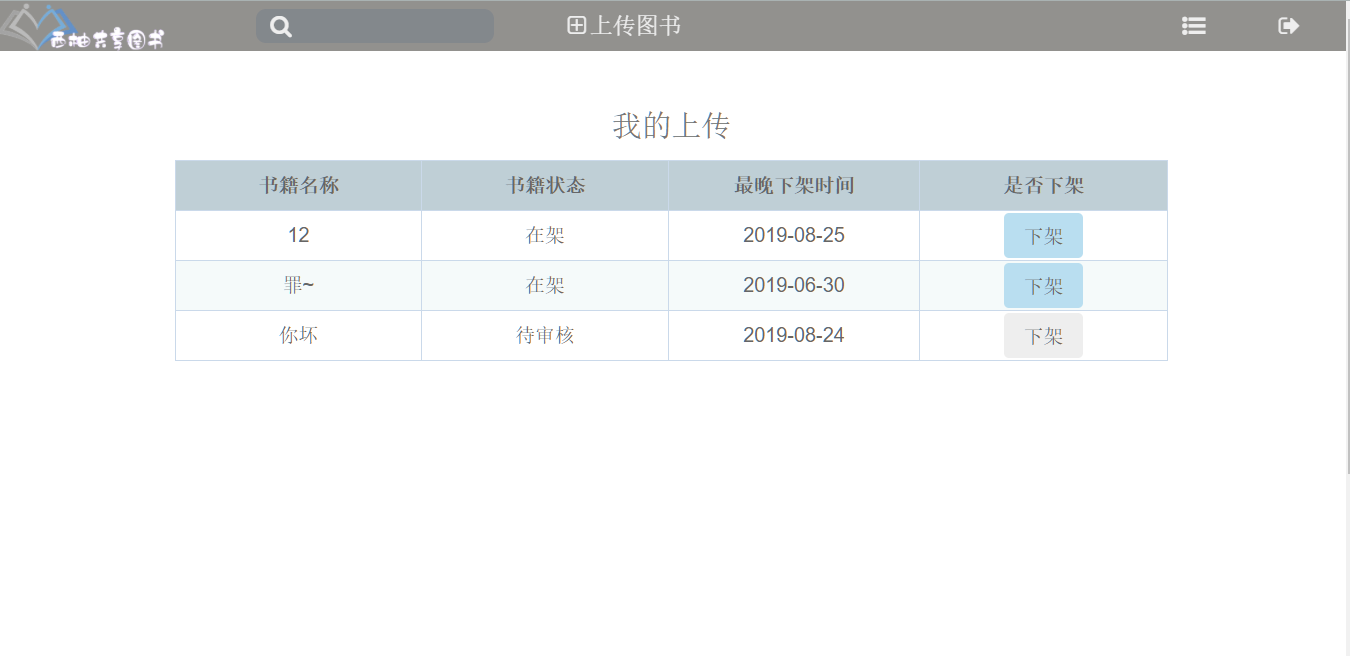 西柚共享图书
上传图书
我的上传
书籍名称 书籍状态 最晚下架时间 是否下架
12 在架 2019-08-25 下架
罪~ 在架 2019-06-30 下架
你坏 待审核 2019-08-24 下架